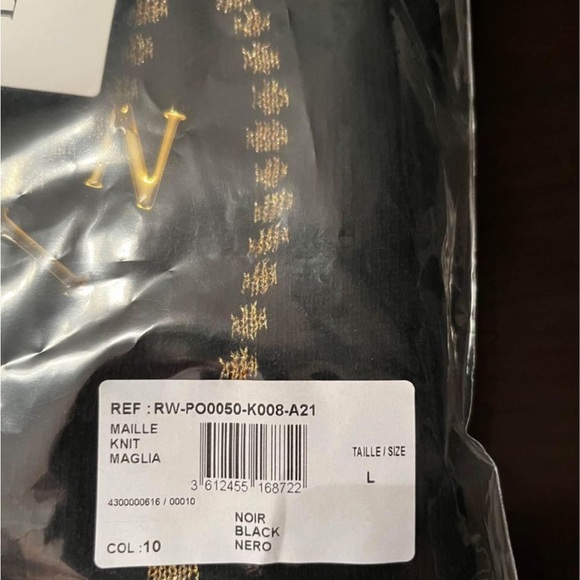 N
REF : RW-PO0050-K008-A21
MAILLE
KNIT
MAGLIA
TAILLE / SIZE
L
3 612455 168722
4300000616 / 00010
NOIR
BLACK
COL :10 NERO